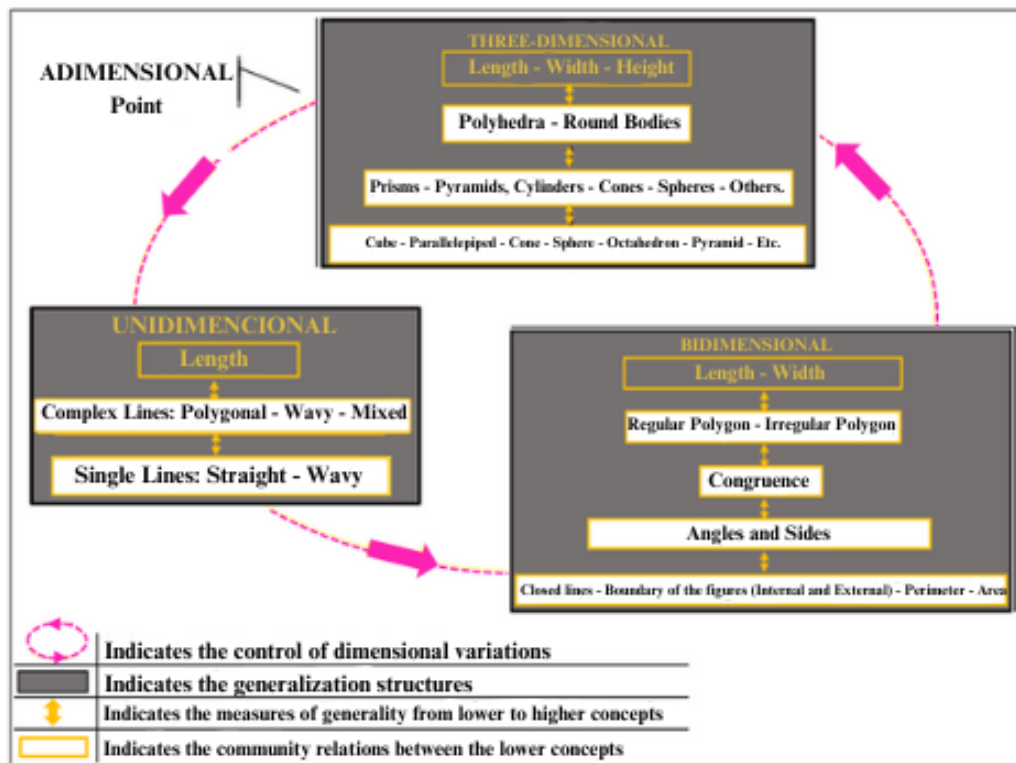 THREE-DIMENSIONAL
Length - Width - Height
Polyhedra - Round Bodies
Prisms - Pyramids, Cylinders - Cones - Spheres - Others.
Cube - Parallelepiped - Cone - Sphere - Octahedron - Pyramid - Etc.
ADIMENSIONAL
Point
UNIDIMENCIONAL
Length
Complex Lines: Polygonal - Wavy - Mixed
Single Lines: Straight - Wavy
BIDIMENSIONAL
Length - Width
Regular Polygon - Irregular Polygon
Congruence
Angles and Sides
Closed lines - Boundary of the figures (Internal and External) - Perimeter - Area
Indicates the control of dimensional variations
Indicates the generalization structures
Indicates the measures of generality from lower to higher concepts
Indicates the community relations between the lower concepts